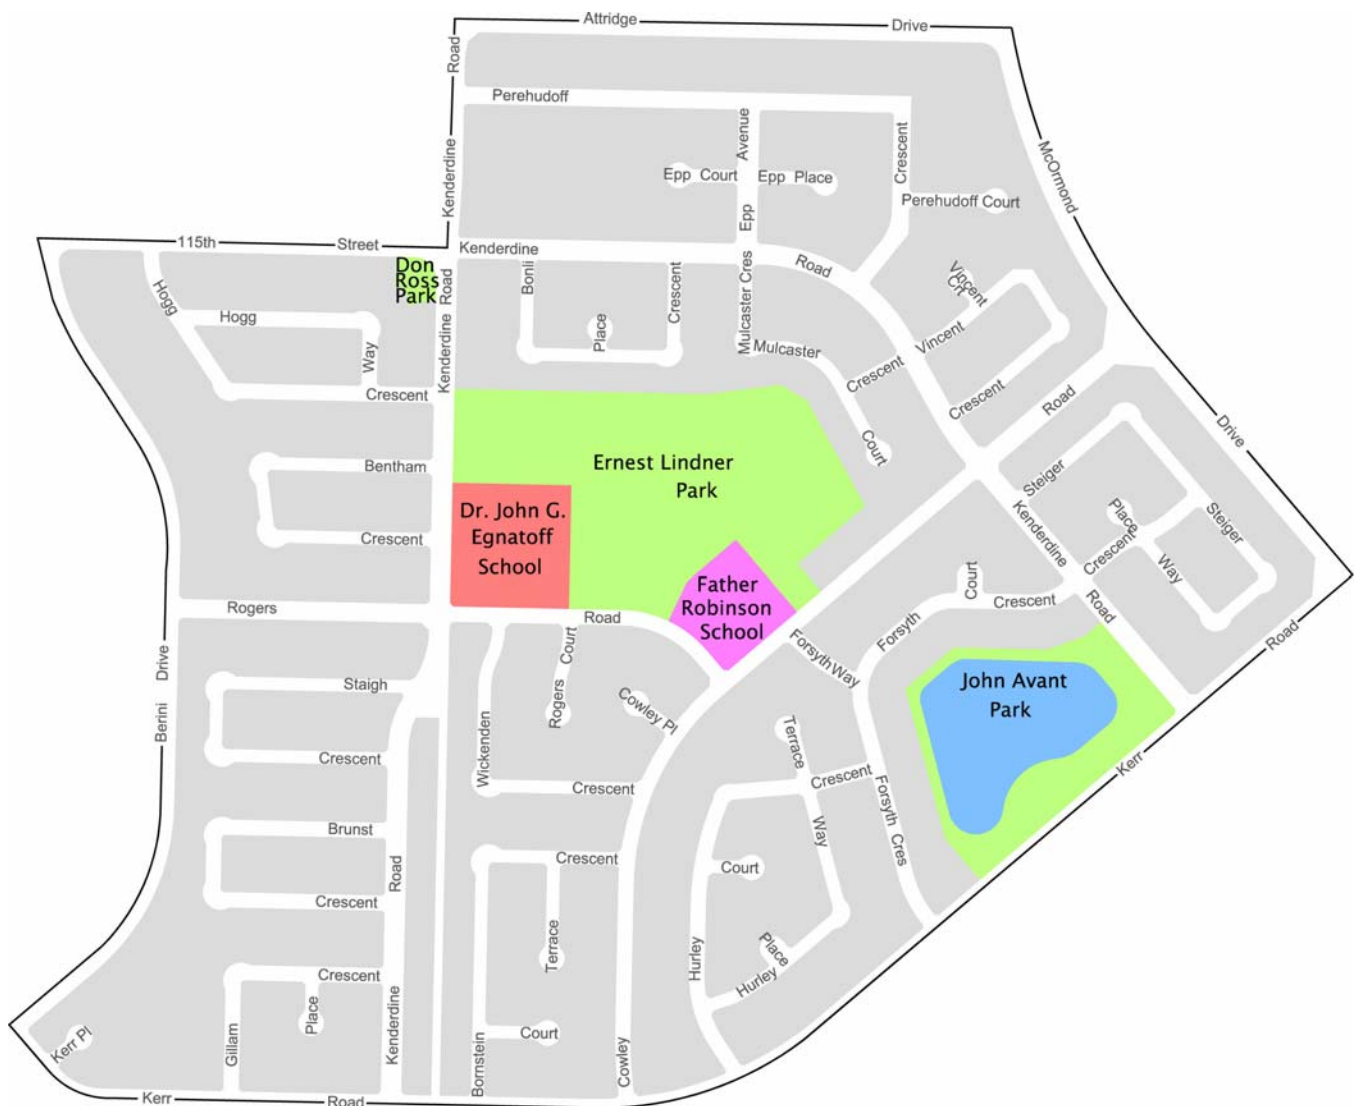 Attridge Drive
Road
Perehudoff
Avenue
Crescent
McOrmond
Kenderdine
Epp Court
Epp Place
Perehudoff Court
Epp
115th Street
Kenderdine
Road
Don
Ross
Park
Kenderdine Road
Bonli
Crescent
Mulcaster Cres
Vincent
Crt
Hogg
Hogg
Way
Place
Mulcaster
Vincent
Crescent
Crescent
Crescent
Road
Drive
Court
Bentham
Crescent
Ernest Lindner
Park
Dr. John G.
Egnatoff
School
Steiger
Steiger
Kenderdine
Place
Crescent
Way
Father
Robinson
School
Court
Crescent
Road
Road
Rogers
Road
Rogers Court
Forsyth Way
Forsyth
Berini Drive
Staigh
Crescent
Cowley Pl
John Avant
Park
Kerr
Wickenden
Crescent
Terrace
Crescent
Way
Forsyth Cres
Brunst
Crescent
Road
Crescent
Terrace
Court
Hurley
Place
Hurley
Crescent
Place
Gillam
Kenderdine
Kerr Pl
Bornstein
Court
Cowley
Kerr Road